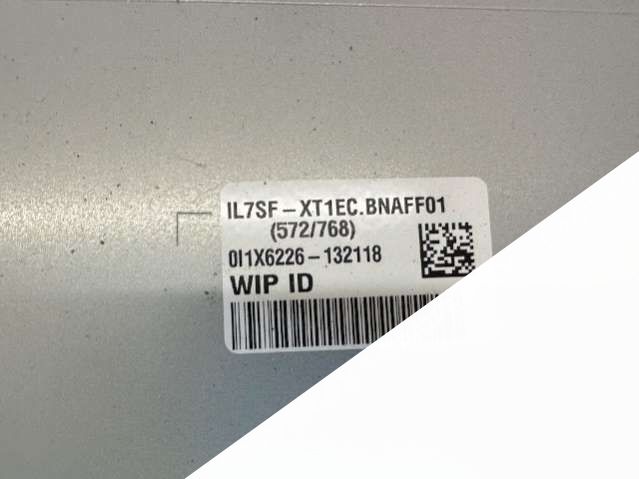 IL7SF-XT1EC.BNAFF01
(572/768)
0I1X6226-132118
WIP ID